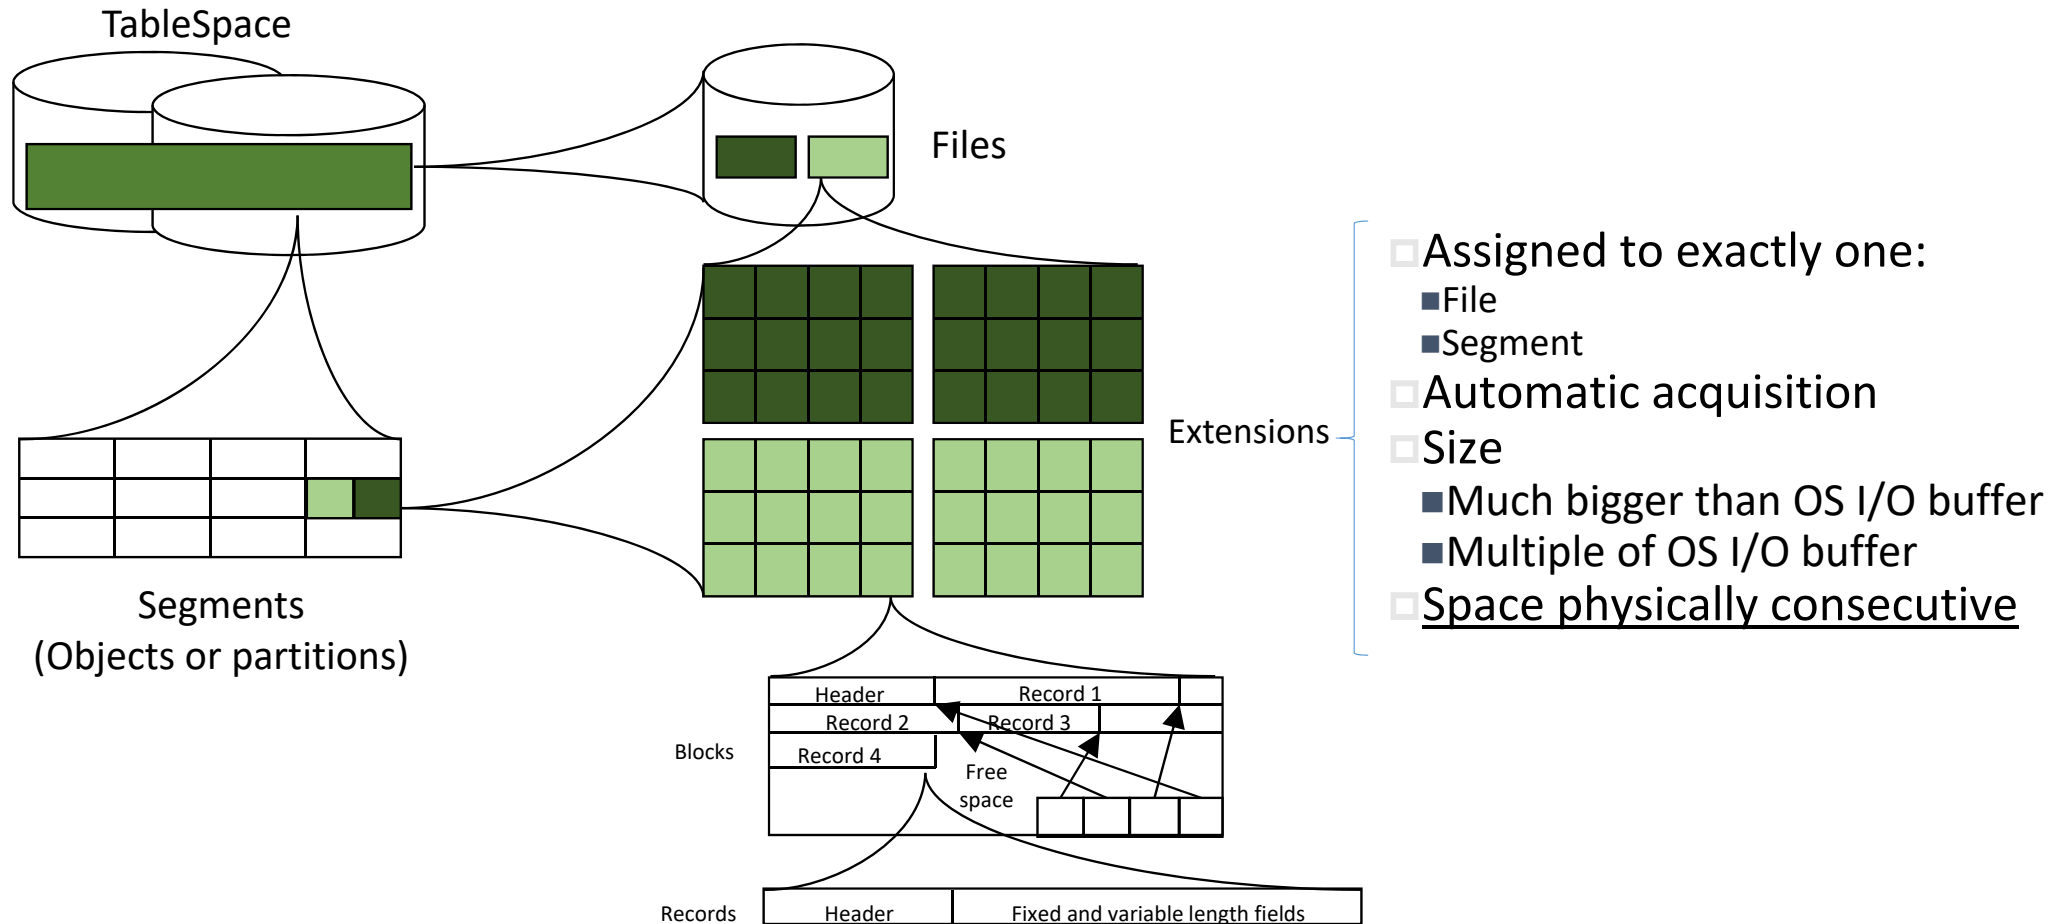 TableSpace
Files
Assigned to exactly one:
File
Segment
Automatic acquisition
Size
Much bigger than OS I/O buffer
Multiple of OS I/O buffer
Space physically consecutive
Extensions
Segments
(Objects or partitions)
Header
Record 1
Record 2
Record 3
Blocks
Record 4
Free
space
Records
Header
Fixed and variable length fields